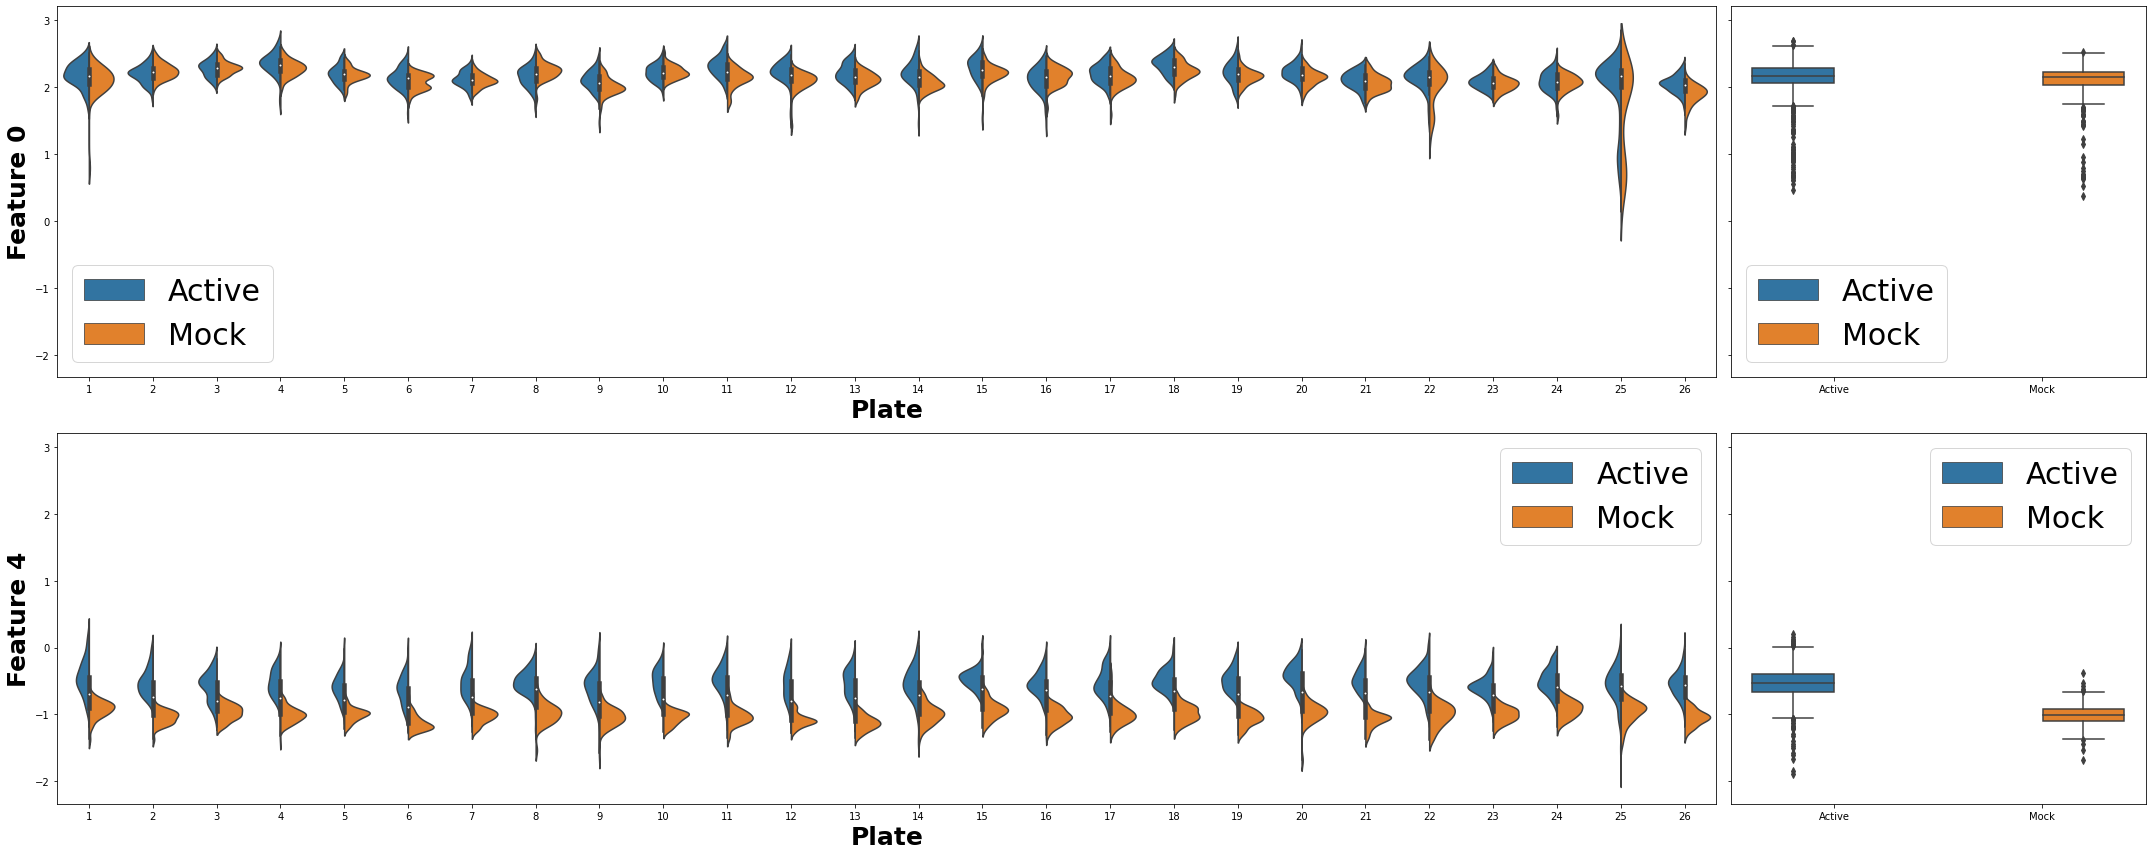 Feature 0
3
2
1
0
−1
−2
Active
Mock
1 2 3 4 5 6 7 8 9 10 11 12 13 14 15 16 17 18 19 20 21 22 23 24 25 26
Plate
Active
Mock
Active Mock
Feature 4
3
2
1
0
−1
−2
Active
Mock
1 2 3 4 5 6 7 8 9 10 11 12 13 14 15 16 17 18 19 20 21 22 23 24 25 26
Plate
Active
Mock
Active Mock